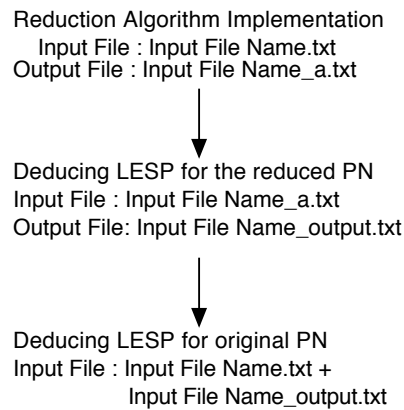 Reduction Algorithm Implementation
Input File : Input File Name.txt
Output File : Input File Name_a.txt
Deducing LESP for the reduced PN
Input File : Input File Name_a.txt
Output File: Input File Name_output.txt
Deducing LESP for original PN
Input File : Input File Name.txt +
Input File Name_output.txt